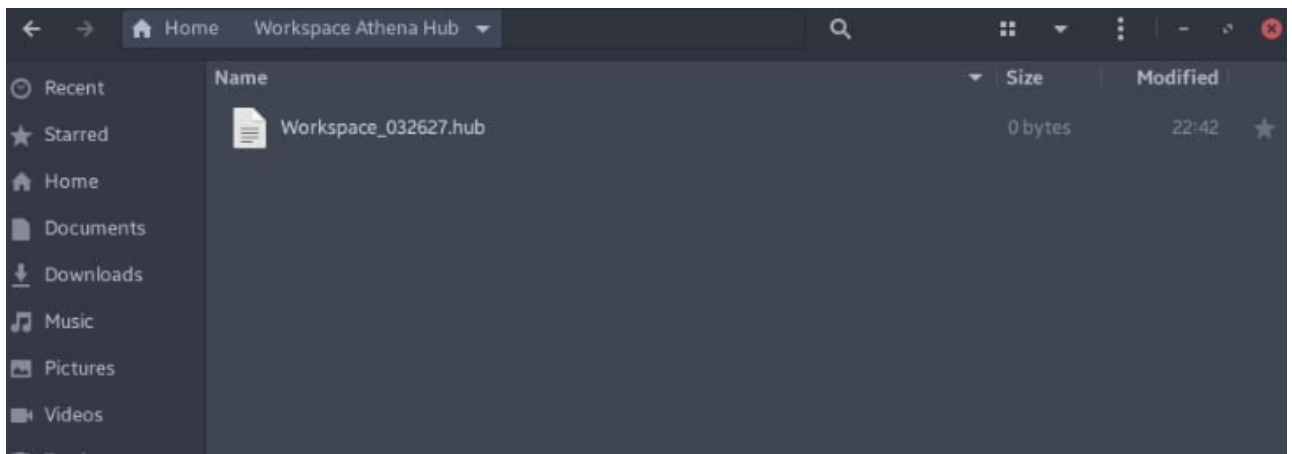 Home Workspace Athena Hub
Name Size Modified
Recent
Workspace_032627.hub 0 bytes 22:42
Starred
Home
Documents
Downloads
Music
Pictures
Videos